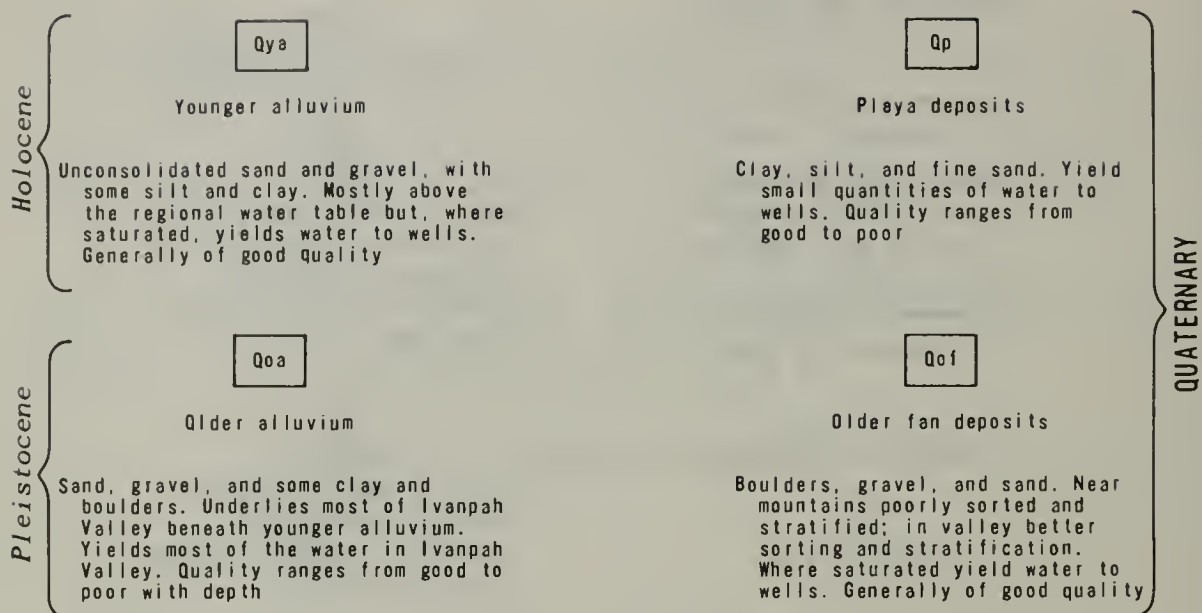 Holocene
Qya
Younger alluvium
Unconsolidated sand and gravel, with
some silt and clay. Mostly above
the regional water table but, where
saturated, yields water to wells.
Generally of good quality
Qp
Playa deposits
Clay, silt, and fine sand. Yield
small quantities of water to
wells. Quality ranges from
good to poor
Pleistocene
Qoa
Older alluvium
Sand, gravel, and some clay and
boulders. Underlies most of Ivanpah
Valley beneath younger alluvium.
Yields most of the water in Ivanpah
Valley. Quality ranges from good to
poor with depth
Qof
Older fan deposits
Boulders, gravel, and sand. Near
mountains poorly sorted and
stratified; in valley better
sorting and stratification.
Where saturated yield water to
wells. Generally of good quality
QUATERNARY